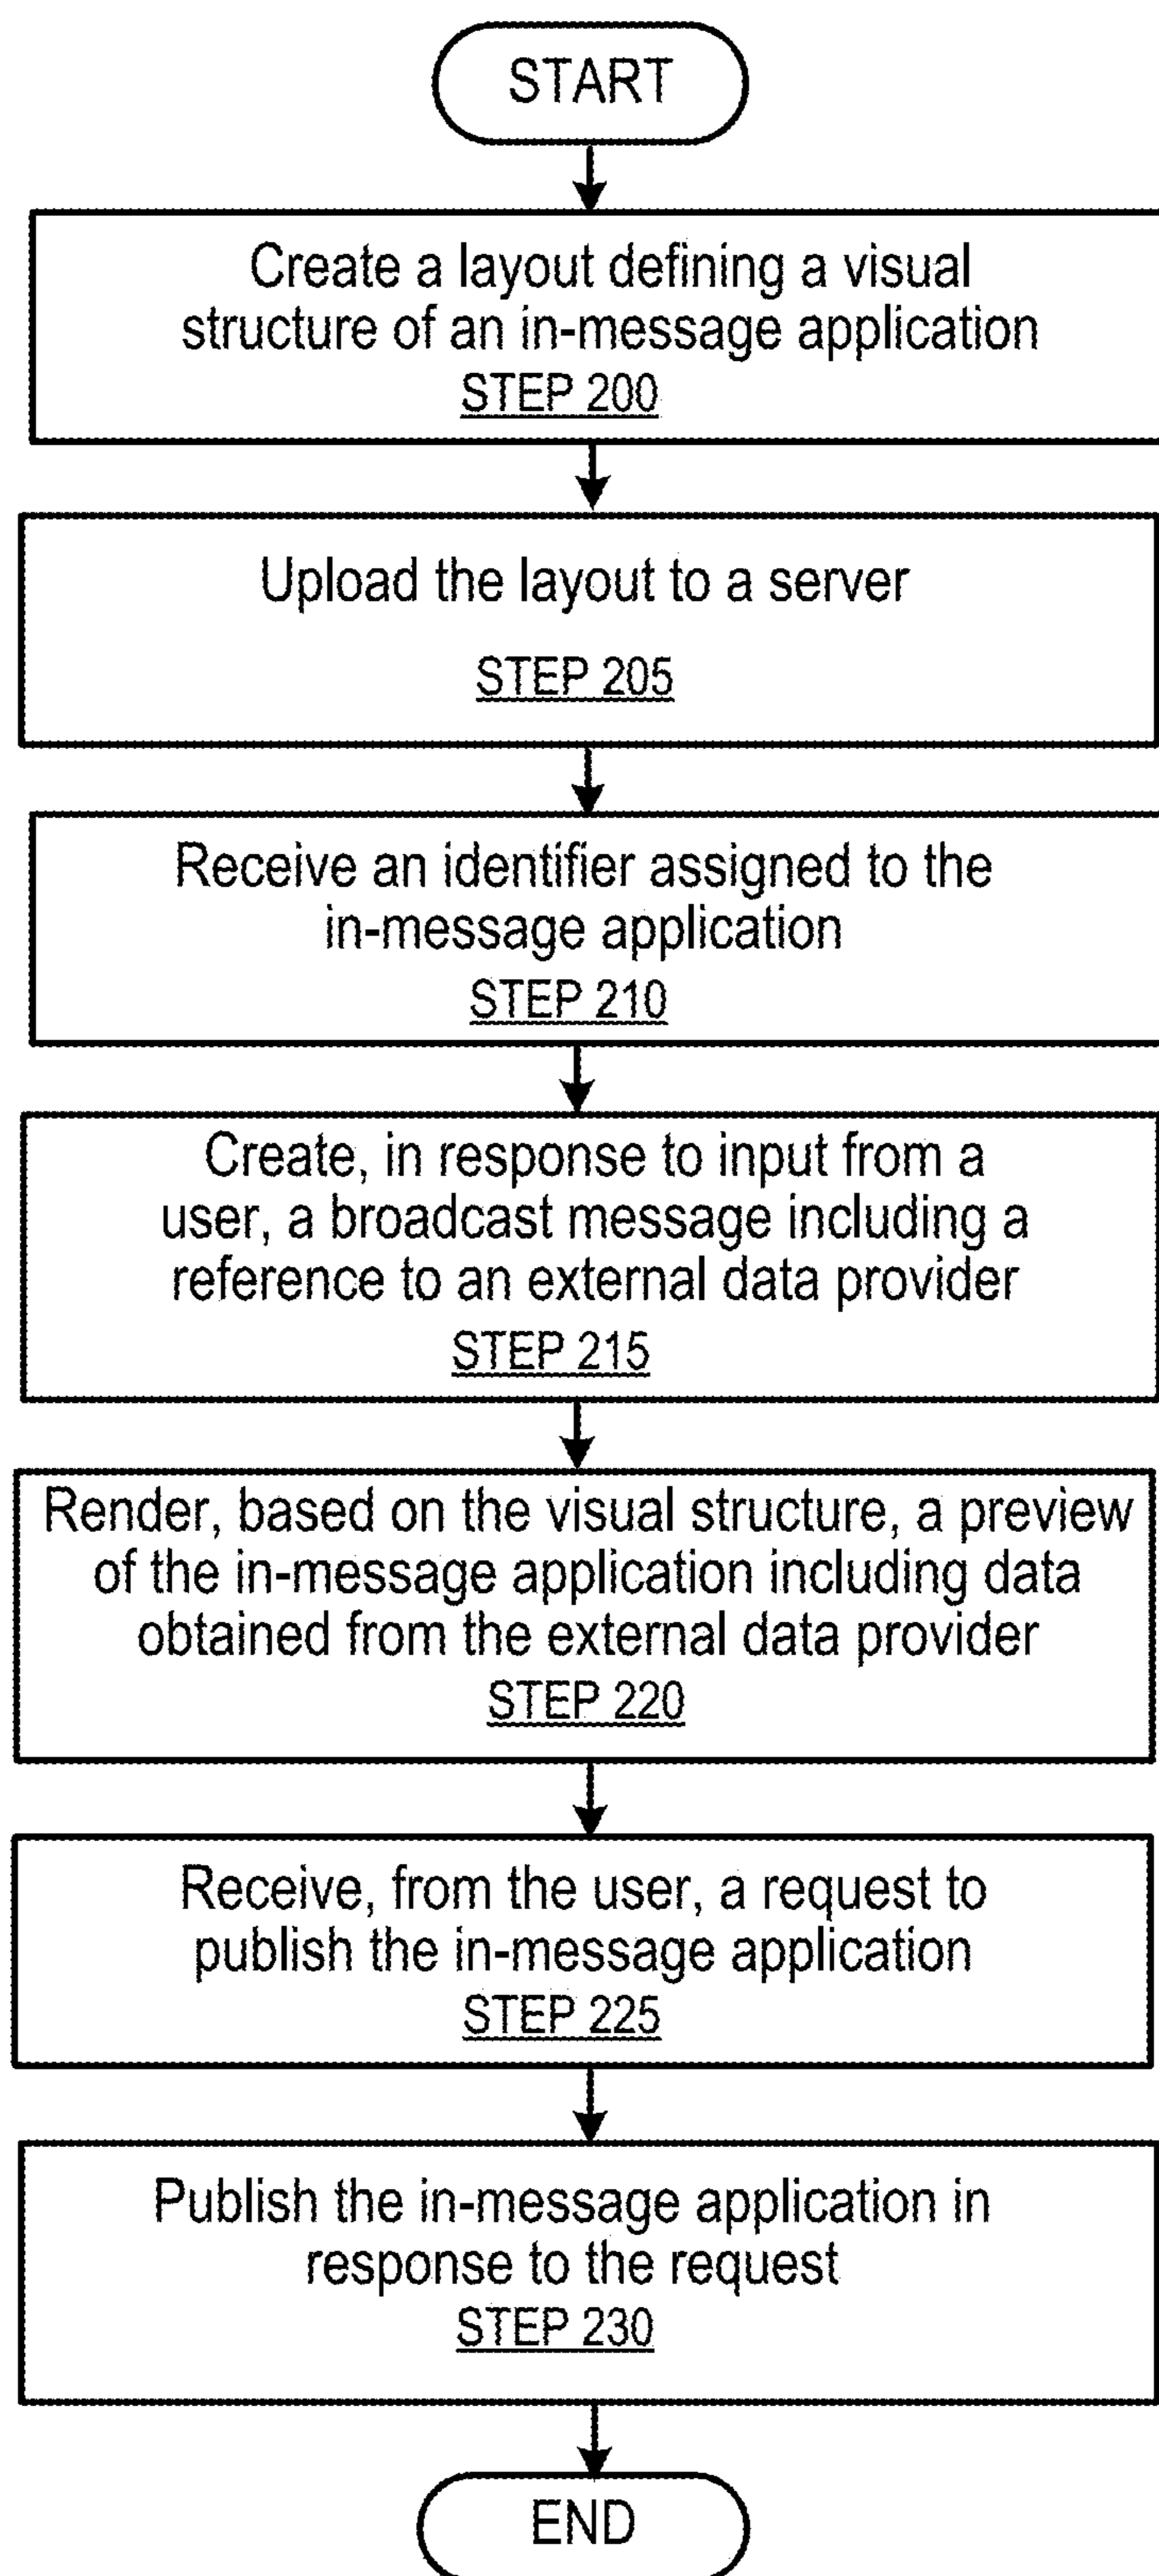 START
Create a layout defining a visual
structure of an in-message application
STEP 200
Upload the layout to a server
STEP 205
Receive an identifier assigned to the
in-message application
STEP 210
Create, in response to input from a
user, a broadcast message including a
reference to an external data provider
STEP 215
Render, based on the visual structure, a preview
of the in-message application including data
obtained from the external data provider
STEP 220
Receive, from the user, a request to
publish the in-message application
STEP 225
Publish the in-message application in
response to the request
STEP 230
END